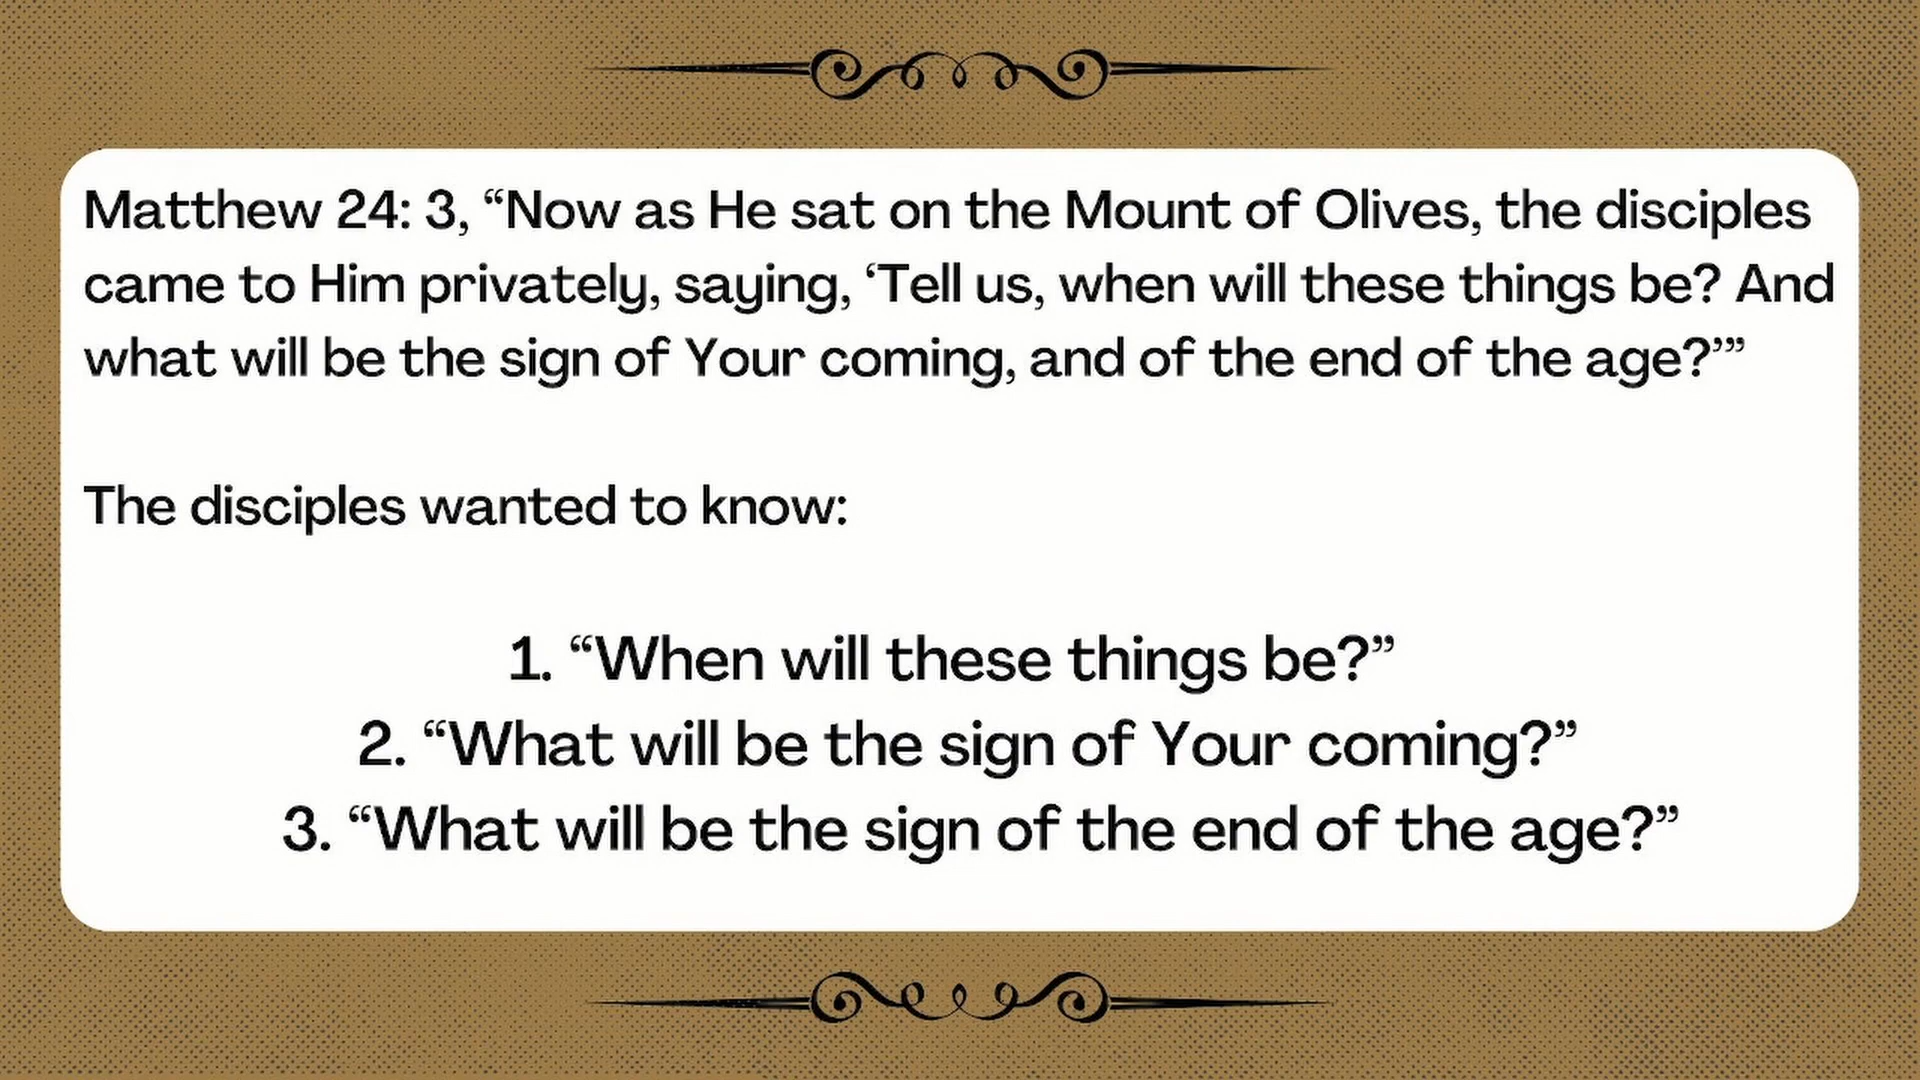 Matthew 24: 3, “Now as He sat on the Mount of Olives, the disciples
came to Him privately, saying, ‘Tell us, when will these things be? And
what will be the sign of Your coming, and of the end of the age?’”
The disciples wanted to know:
1. “When will these things be?”
2. “What will be the sign of Your coming?”
3. “What will be the sign of the end of the age?”